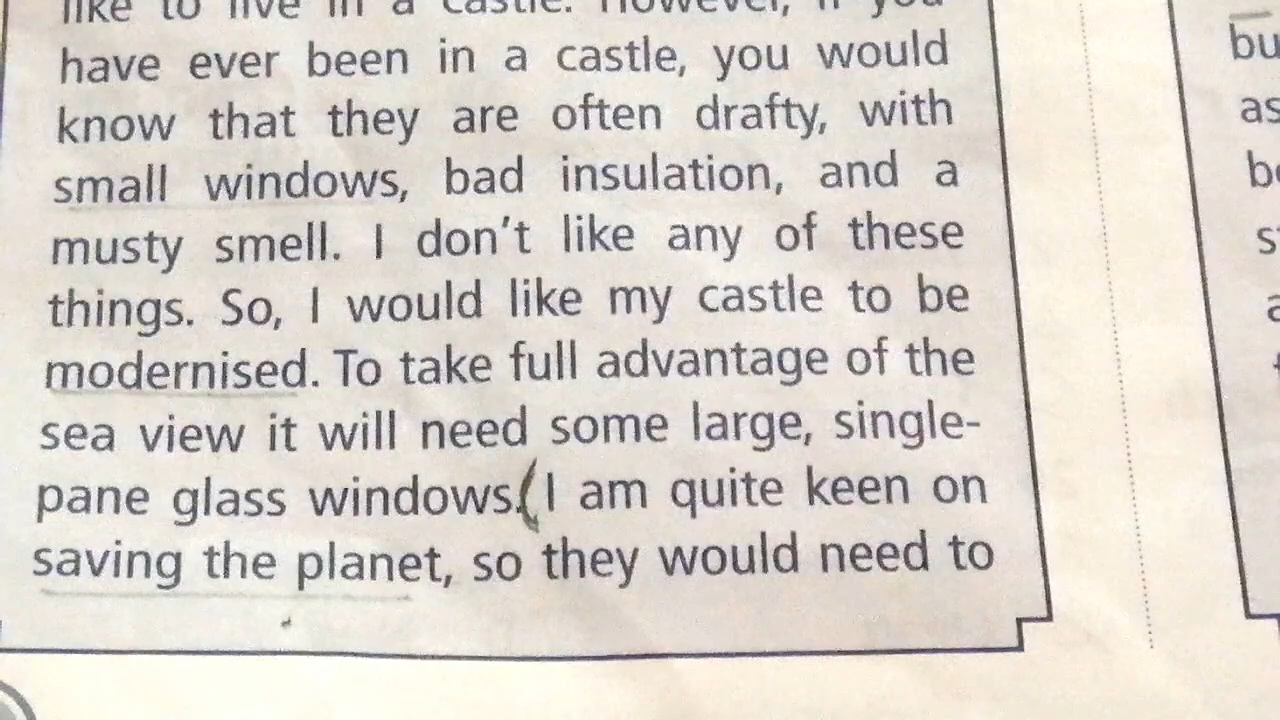 like to live in a castle. However, if you
have ever been in a castle, you would
know that they are often drafty, with
small windows, bad insulation, and a
musty smell. I don't like any of these
things. So, I would like my castle to be
modernised. To take full advantage of the
sea view it will need some large, single-
pane glass windows. I am quite keen on
saving the planet, so they would need to